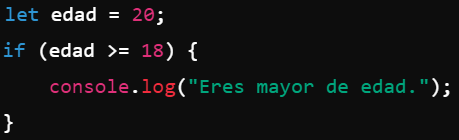 let edad = 20;
if (edad >= 18) {
    console.log("Eres mayor de edad.");
}